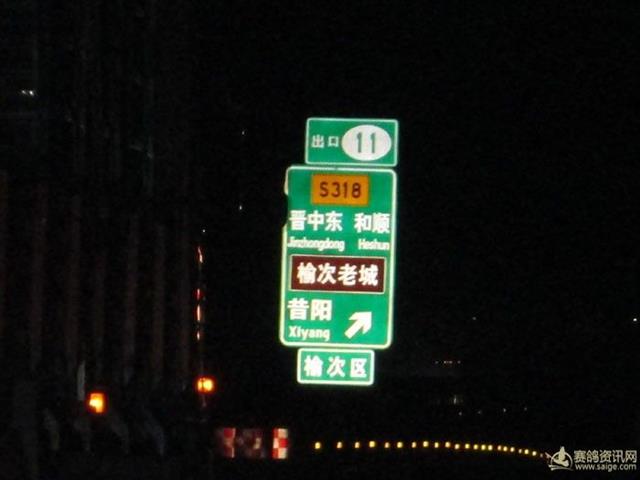 出口 11
S318
晋中东 和顺
Jinzhongdong Heshun
榆次老城
昔阳
Xiyang
榆次区
赛鸽资讯网
www.saige.com